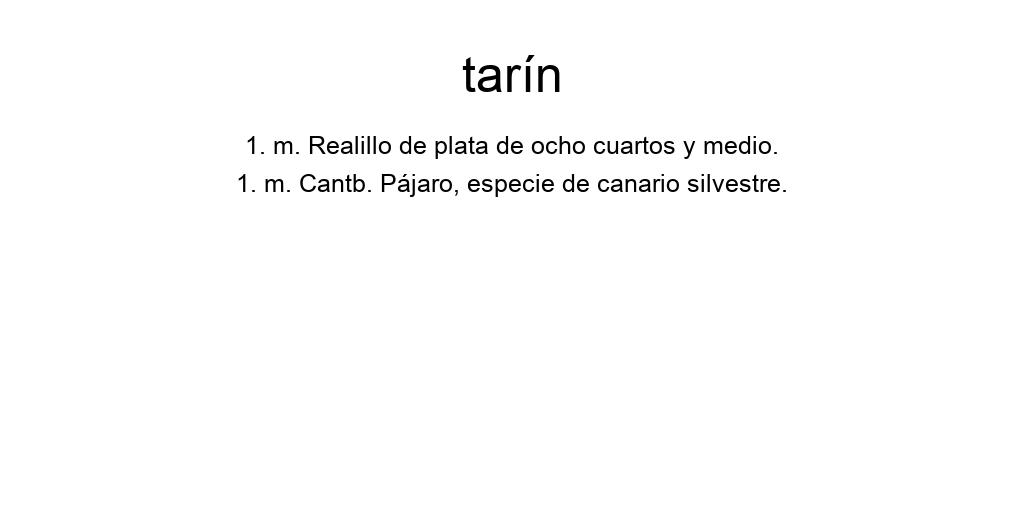 tarín
1. m. Realillo de plata de ocho cuartos y medio.
1. m. Cantb. Pájaro, especie de canario silvestre.